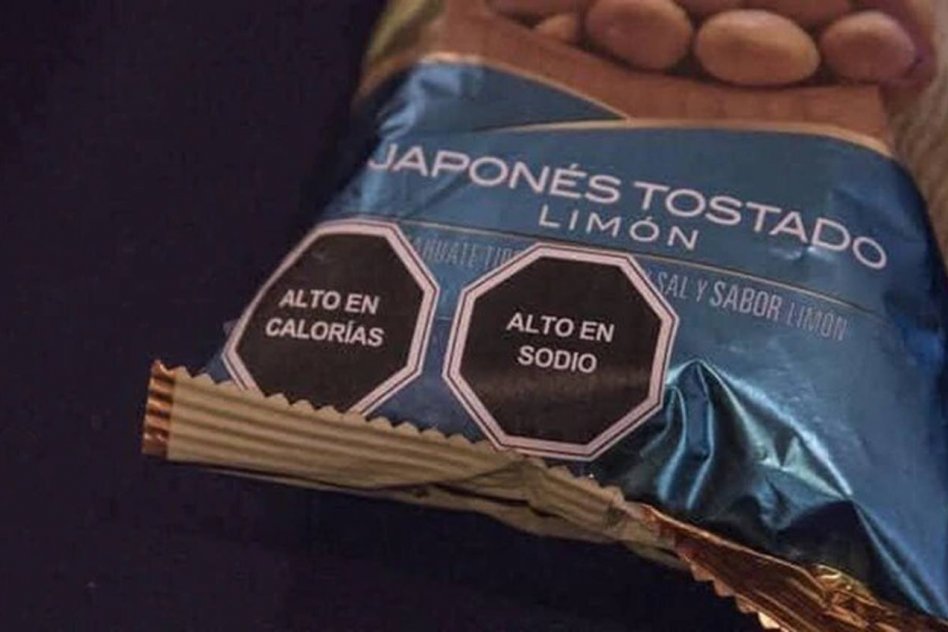 JAPONÉS TOSTADO
LIMÓN
SAL Y SABOR LIMÓN
ALTO EN
CALORÍAS
ALTO EN
SODIO